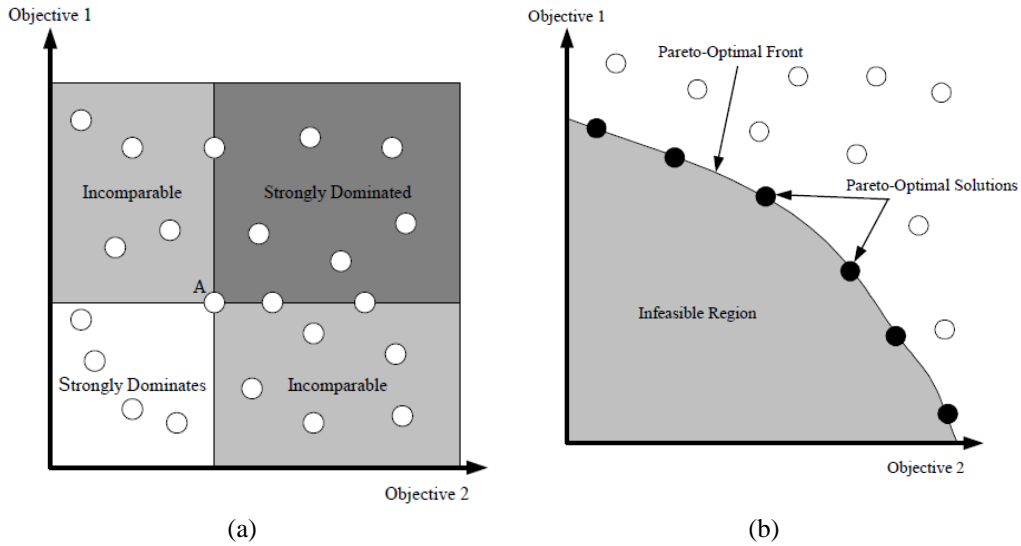 Objective 1
Incomparable
Strongly Dominated
A
Strongly Dominates
Incomparable
Objective 2
(a)
Objective 1
Pareto-Optimal Front
Pareto-Optimal Solutions
Infeasible Region
Objective 2
(b)